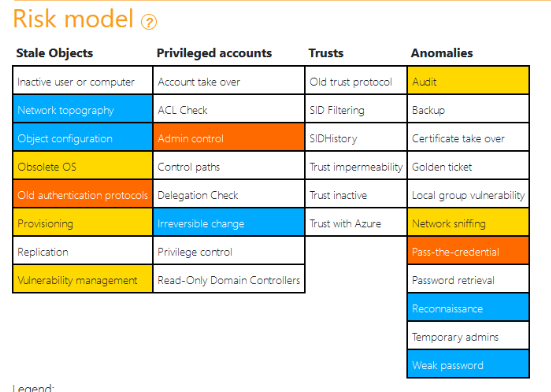 Risk model ?
Stale Objects Privileged accounts Trusts Anomalies
Inactive user or computer Account take over Old trust protocol Audit
Network topography ACL Check SID Filtering Backup
Object configuration Admin control SIDHistory Certificate take over
Obsolete OS Control paths Trust impermeability Golden ticket
Old authentication protocols Delegation Check Trust inactive Local group vulnerability
Provisioning Irreversible change Trust with Azure Network sniffing
Replication Privilege control Pass-the-credential
Vulnerability management Read-Only Domain Controllers Password retrieval
Reconnaissance
Temporary admins
Weak password
Legend: